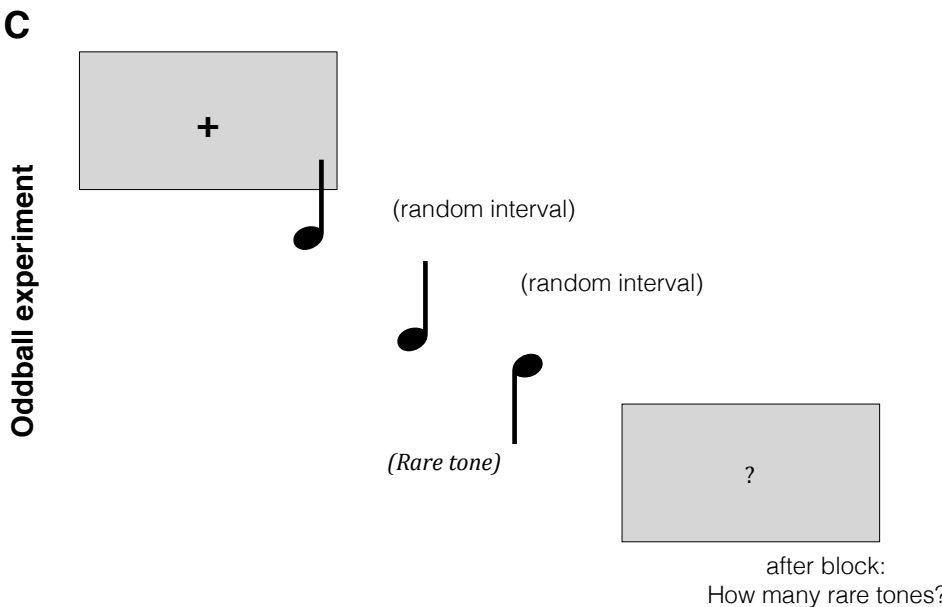 C
Oddball experiment
+
(random interval)
(random interval)
(Rare tone)
?
after block:
How many rare tones?